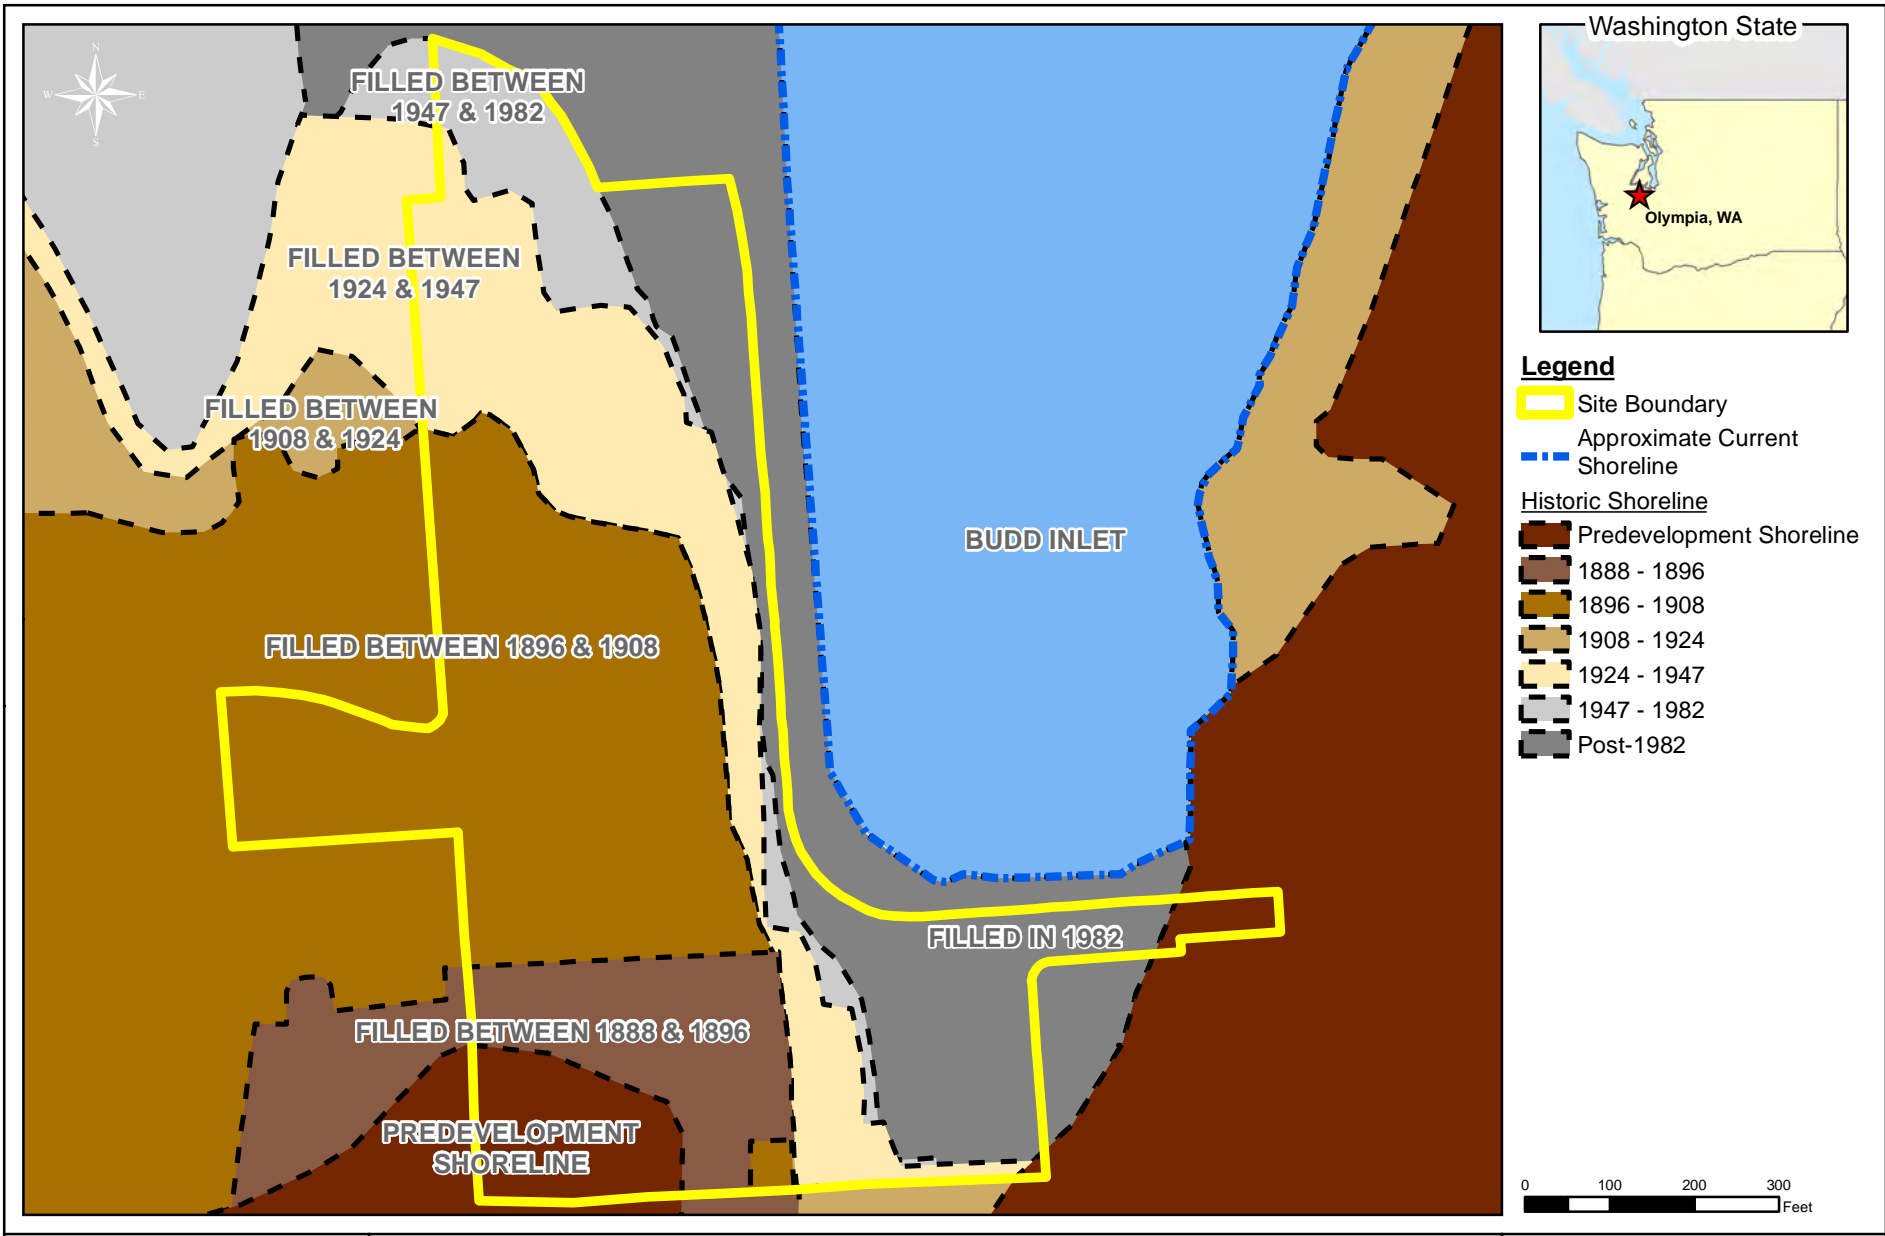 N
W
E
S
FILLED BETWEEN
1947 & 1982
FILLED BETWEEN
1924 & 1947
FILLED BETWEEN
1908 & 1924
BUDD INLET
FILLED BETWEEN 1896 & 1908
FILLED IN 1982
FILLED BETWEEN 1888 & 1896
PREDEVELOPMENT
SHORELINE
Washington State
Olympia, WA
Legend
Site Boundary
Approximate Current
Shoreline
Historic Shoreline
Predevelopment Shoreline
1888 - 1896
1896 - 1908
1908 - 1924
1924 - 1947
1947 - 1982
Post-1982
0 100 200 300
Feet